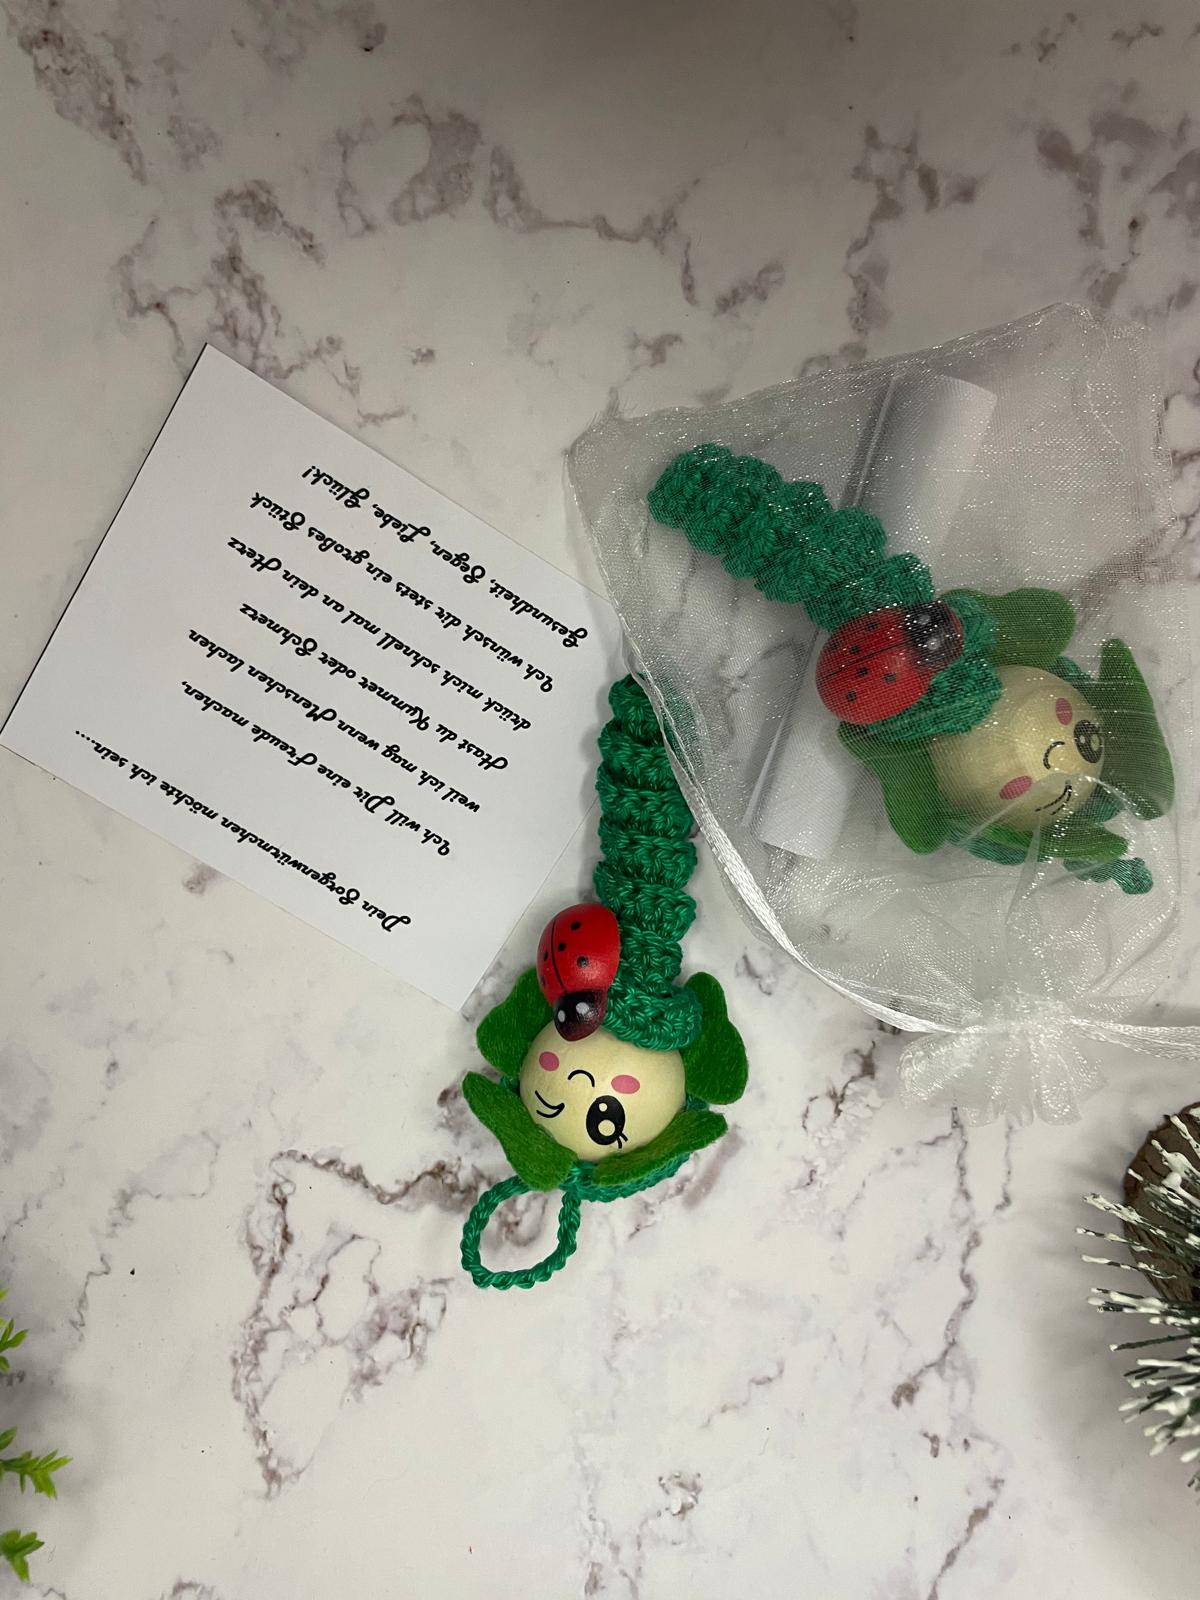 Dein Sorgenwürmchen möchte ich sein....
Ich will Dir eine Freude machen,
weil ich mag wenn Menschen lachen
Hast du Kummer oder Schmerz
drück mich schnell mal an dein Herz
Ich wünsch dir stets ein großes Stück
Gesundheit, Segen, Liebe, Glück!